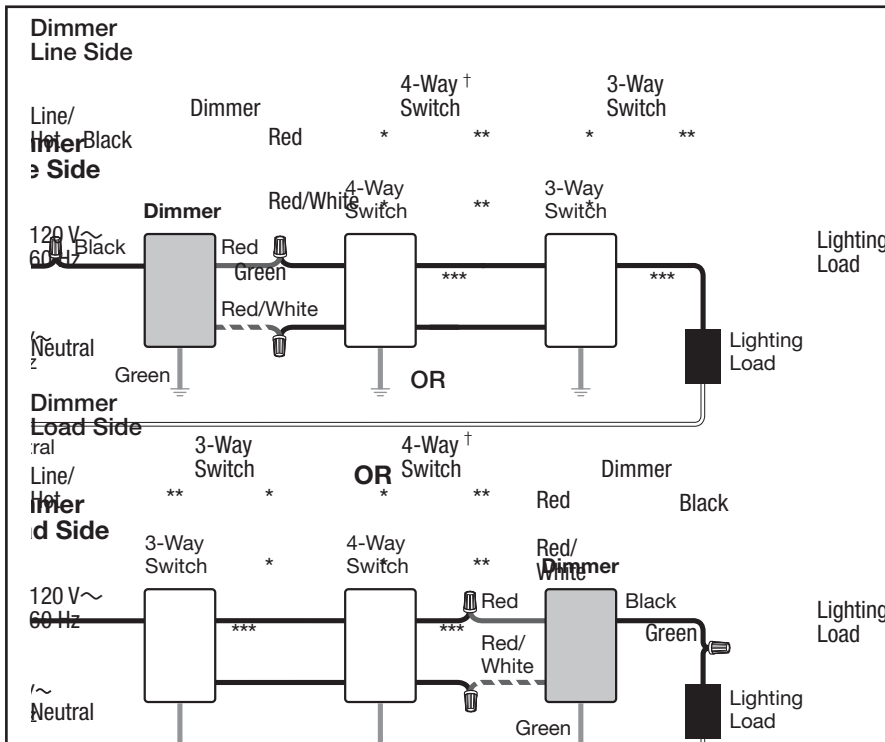 Dimmer
Line Side
4-Way †
Switch
3-Way
Switch
Dimmer
Line/
Hot
Black
Red
*
**
*
**
mmer
e Side
Red/White
4-Way
Switch
*
**
3-Way
Switch
*
Dimmer
120 V~
60 Hz
Black
Red
Green
***
***
Lighting
Load
Red/White
V~
z
Neutral
Green
OR
Lighting
Load
Dimmer
Load Side
tral
3-Way
Switch
OR
4-Way †
Switch
Dimmer
Line/
Hot
**
*
*
**
Red
Black
mmer
d Side
3-Way
Switch
*
4-Way
Switch
*
**
Red/
White
Dimmer
120 V~
60 Hz
***
***
Red
Black
Green
Lighting
Load
Red/
White
V~
z
Neutral
Green
Lighting
Load